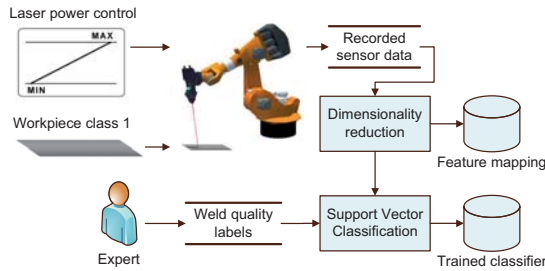 Laser power control
MAX
MIN
Recorded
sensor data
Workpiece class 1
Dimensionality
reduction
Feature mapping
Weld quality
labels
Support Vector
Classification
Expert
Trained classifier